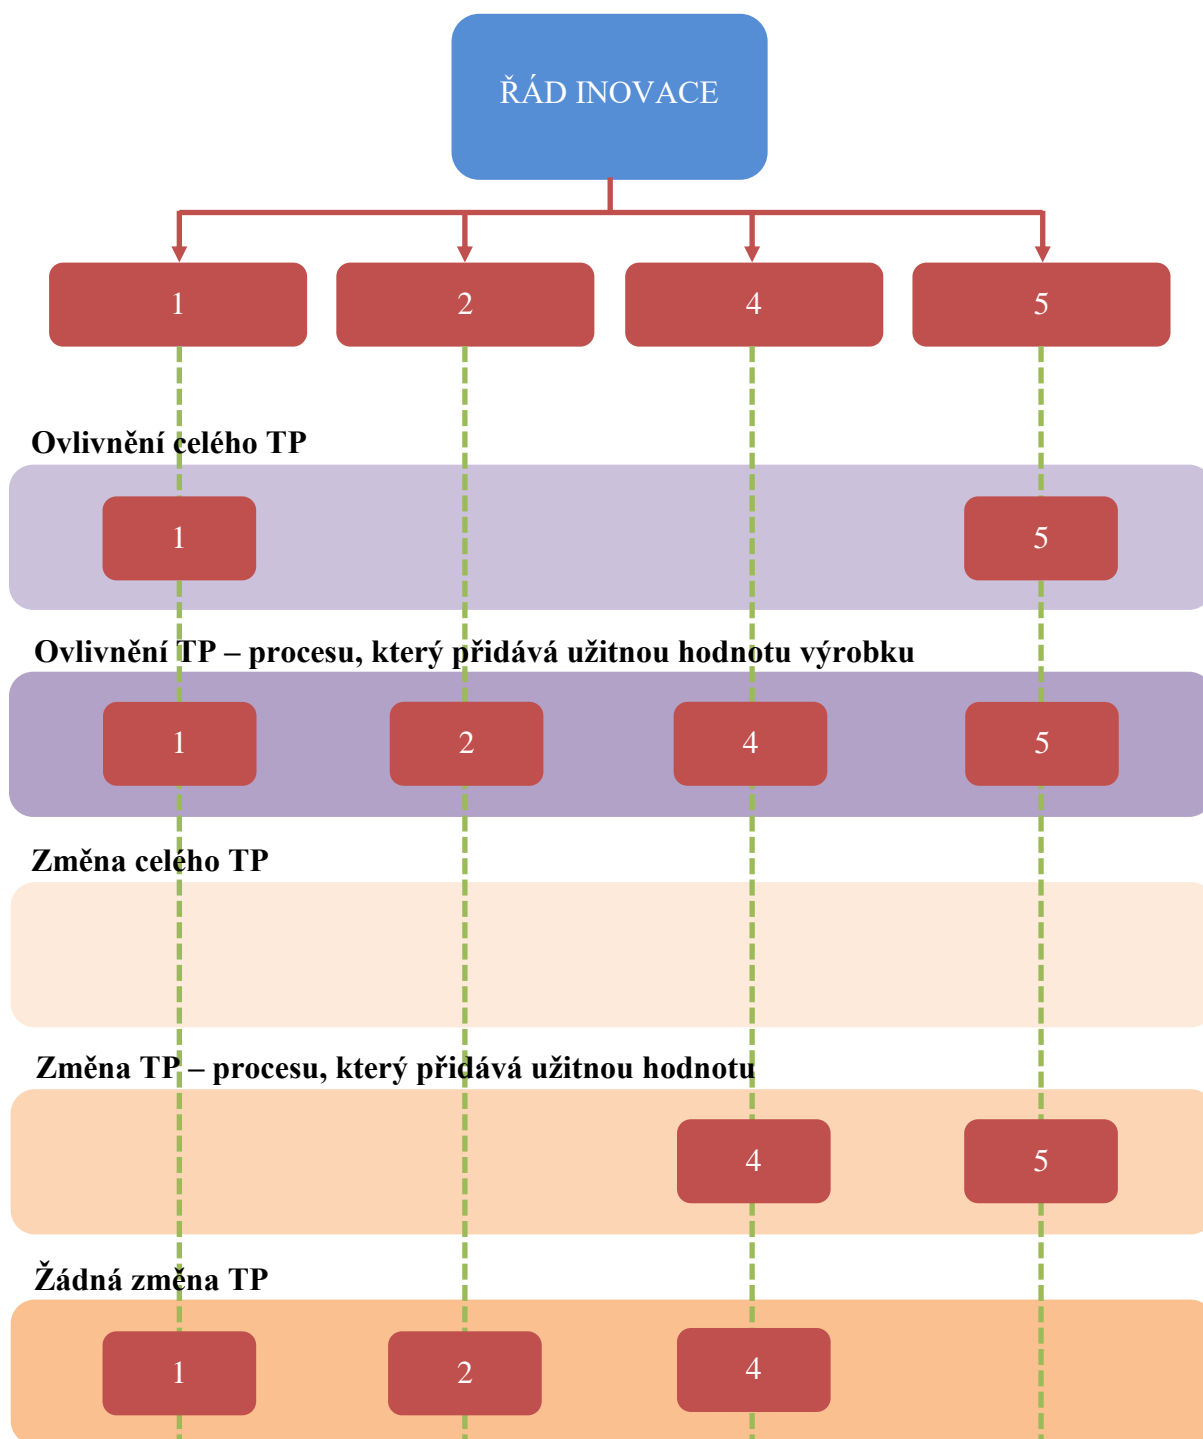 ŘÁD INOVACE
1 2 4 5
Ovlivnění celého TP
1 5
Ovlivnění TP – procesu, který přidává užitnou hodnotu výrobku
1 2 4 5
Změna celého TP
Změna TP – procesu, který přidává užitnou hodnotu
4 5
Žádná změna TP
1 2 4